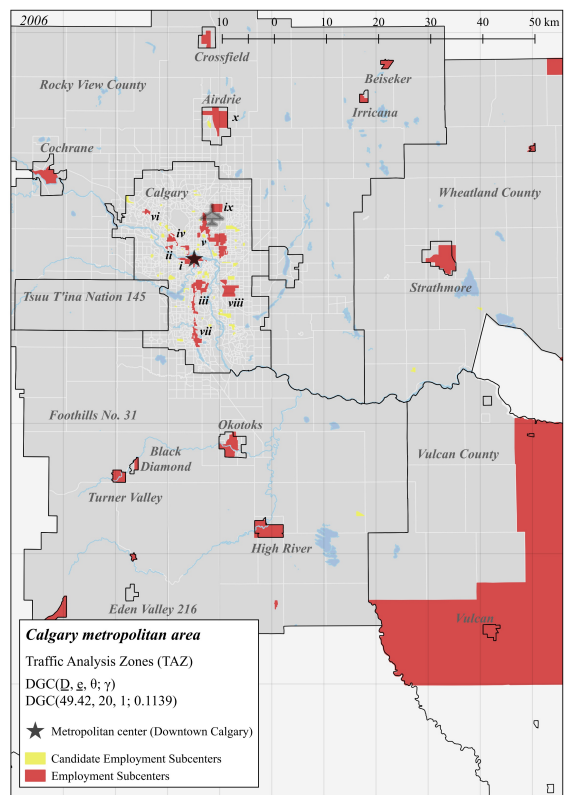 2006
10 0 10 20 30 40 50 km
Crossfield
Beiseker
Rocky View County
Airdrie
Irricana
x
Cochrane
Calgary
Wheatland County
ix
vi
iv
v
ii
i
Strathmore
Tsuu T'ina Nation 145
iii
viii
vii
Foothills No. 31
Okotoks
Black
Diamond
Vulcan County
Turner Valley
High River
Eden Valley 216
Vulcan
Calgary metropolitan area
Traffic Analysis Zones (TAZ)
DGC(D, e, θ; γ)
DGC(49.42, 20, 1; 0.1139)
Metropolitan center (Downtown Calgary)
Candidate Employment Subcenters
Employment Subcenters